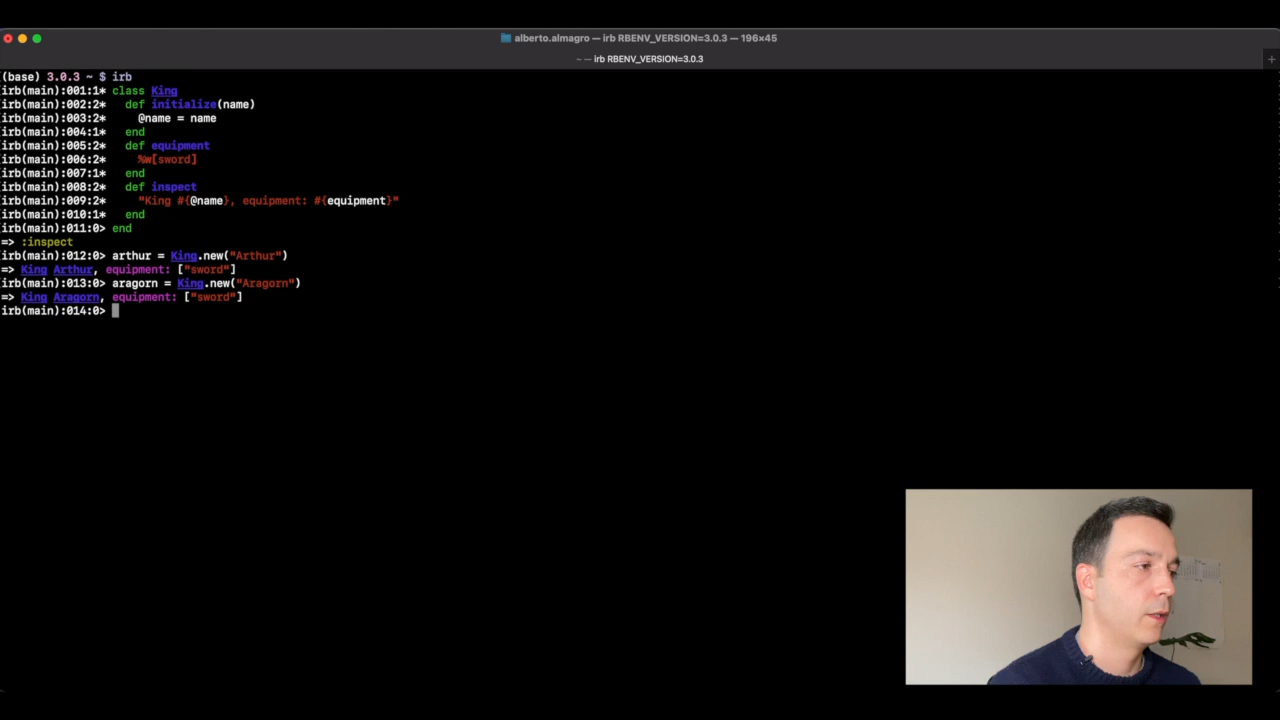 alberto.almagro — irb RBENV_VERSION=3.0.3 — 196×45
~ — irb RBENV_VERSION=3.0.3
+
(base) 3.0.3 ~ $ irb
irb(main):001:1* class King
irb(main):002:2*   def initialize(name)
irb(main):003:2*     @name = name
irb(main):004:1*   end
irb(main):005:2*   def equipment
irb(main):006:2*     %w[sword]
irb(main):007:1*   end
irb(main):008:2*   def inspect
irb(main):009:2*     "King #{@name}, equipment: #{equipment}"
irb(main):010:1*   end
irb(main):011:0> end
=> :inspect
irb(main):012:0> arthur = King.new("Arthur")
=> King Arthur, equipment: ["sword"]
irb(main):013:0> aragorn = King.new("Aragorn")
=> King Aragorn, equipment: ["sword"]
irb(main):014:0>